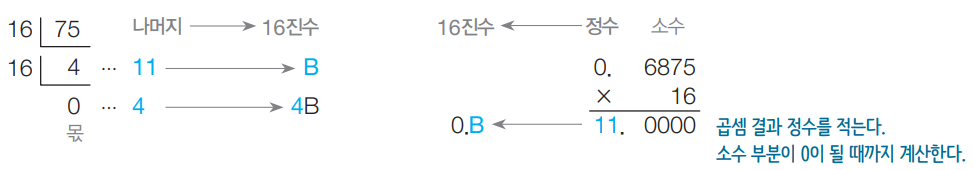 16 75 나머지 16진수
16 4 ··· 11 B
0 ··· 4 4B
몫
16진수 정수 소수
0. 6875
× 16
0.B 11. 0000
곱셈 결과 정수를 적는다.
소수 부분이 0이 될 때까지 계산한다.